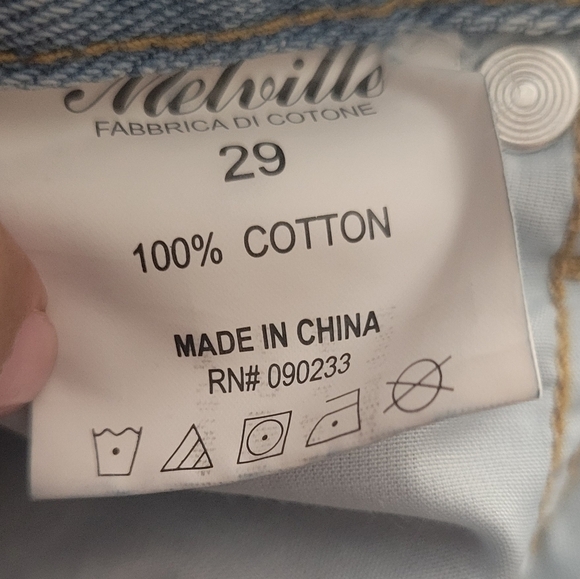 Melville
FABBRICA DI COTONE
29
100% COTTON
MADE IN CHINA
RN# 090233